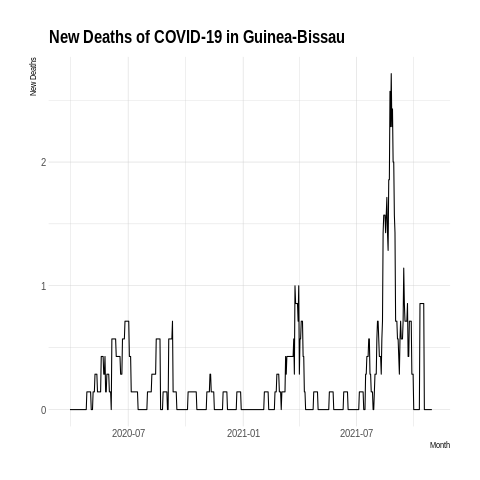 New Deaths of COVID-19 in Guinea-Bissau
New Deaths
2
1
0
2020-07 2021-01 2021-07
Month